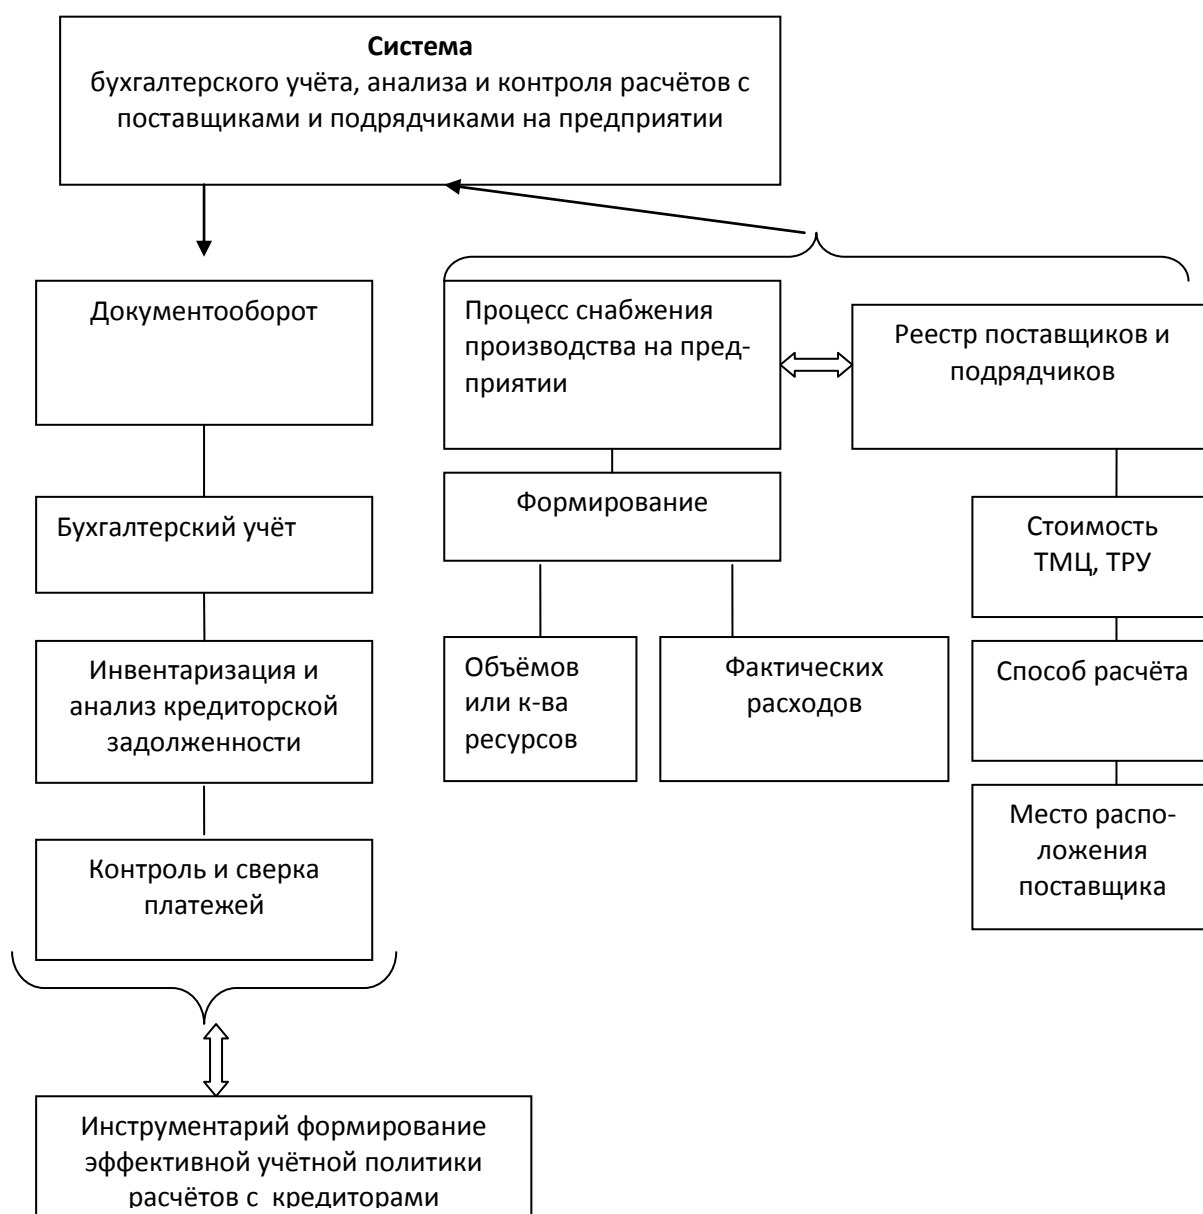 Система
бухгалтерского учёта, анализа и контроля расчётов с
поставщиками и подрядчиками на предприятии
Документооборот
Бухгалтерский учёт
Инвентаризация и
анализ кредиторской
задолженности
Контроль и сверка
платежей
Инструментарий формирование
эффективной учётной политики
расчётов с кредиторами
Процесс снабжения
производства на пред-
приятии
Формирование
Объёмов
или к-ва
ресурсов
Фактических
расходов
Реестр поставщиков и
подрядчиков
Стоимость
ТМЦ, ТРУ
Способ расчёта
Место распо-
ложения
поставщика